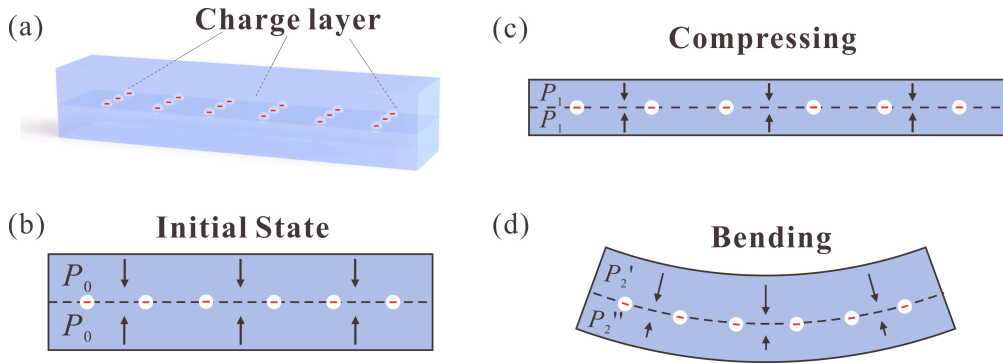 (a)
Charge layer
(b)
Initial State
P₀
P₀
(c)
Compressing
P₁
P₁
(d)
Bending
P₂'
P₂''